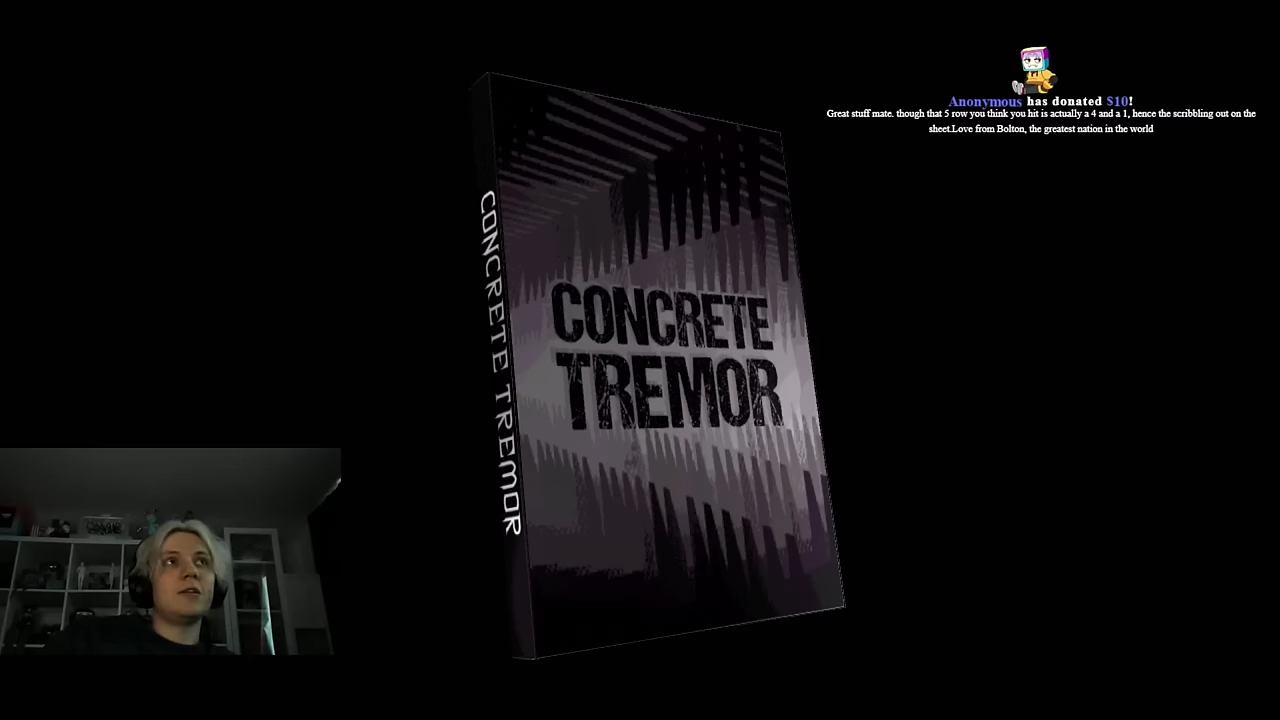 Anonymous has donated $10!
Great stuff mate. though that 5 row you think you hit is actually a 4 and a 1, hence the scribbling out on the
sheet.Love from Bolton, the greatest nation in the world
CONCRETE TREMOR
CONCRETE
TREMOR